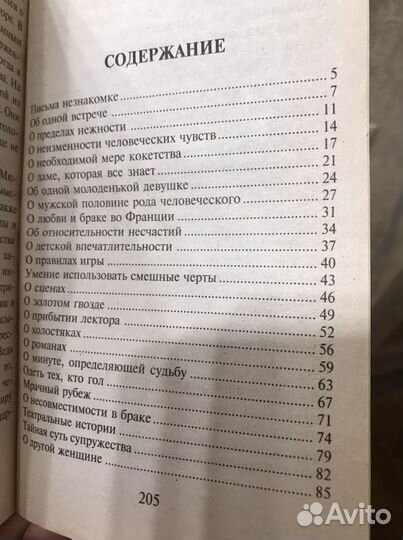 СОДЕРЖАНИЕ
Письма незнакомке 5
Об одной встрече 7
О пределах нежности 11
О неизменности человеческих чувств 14
О необходимой мере кокетства 17
О даме, которая все знает 21
Об одной молоденькой девушке 24
О мужской половине рода человеческого 27
О любви и браке во Франции 31
Об относительности несчастий 34
О детской впечатлительности 37
О правилах игры 40
Умение использовать смешные черты 43
О сценах 46
О золотом гвозде 49
О прибытии лектора 52
О холостяках 56
О романах 59
О минуте, определяющей судьбу 63
Одеть тех, кто гол 67
Мрачный рубеж 71
О несовместимости в браке 74
Театральные истории 79
Тайная суть супружества 82
О другой женщине 85
205
Avito